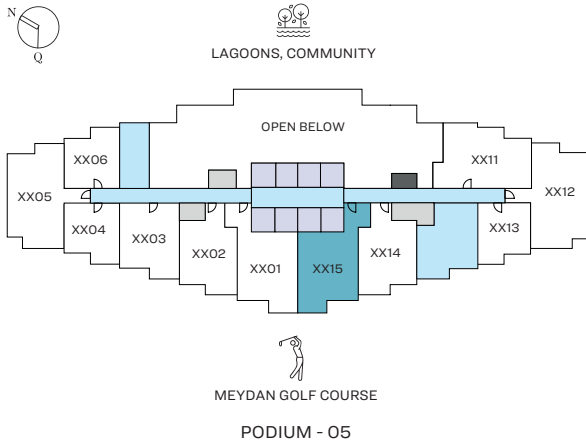 N
Q
LAGOONS, COMMUNITY
OPEN BELOW
XX06
XX11
XX05
XX12
XX04
XX03
XX02
XX01
XX15
XX14
XX13
MEYDAN GOLF COURSE
PODIUM - 05